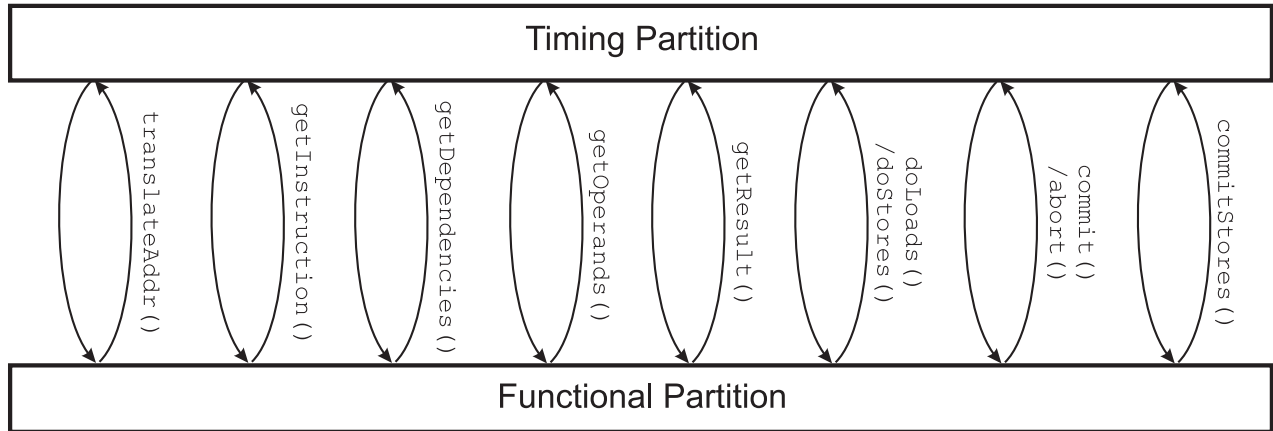 Timing Partition
translateAddr()
getInstruction()
getDependencies()
getOperands()
getResult()
doLoads()
/doStores()
commit()
/abort()
commitStores()
Functional Partition